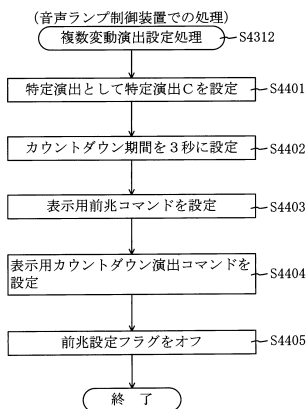 (音声ランプ制御装置での処理)
複数変動演出設定処理
S4312
特定演出として特定演出Cを設定
S4401
カウントダウン期間を3秒に設定
S4402
表示用前兆コマンドを設定
S4403
表示用カウントダウン演出コマンドを
設定
S4404
前兆設定フラグをオフ
S4405
終 了